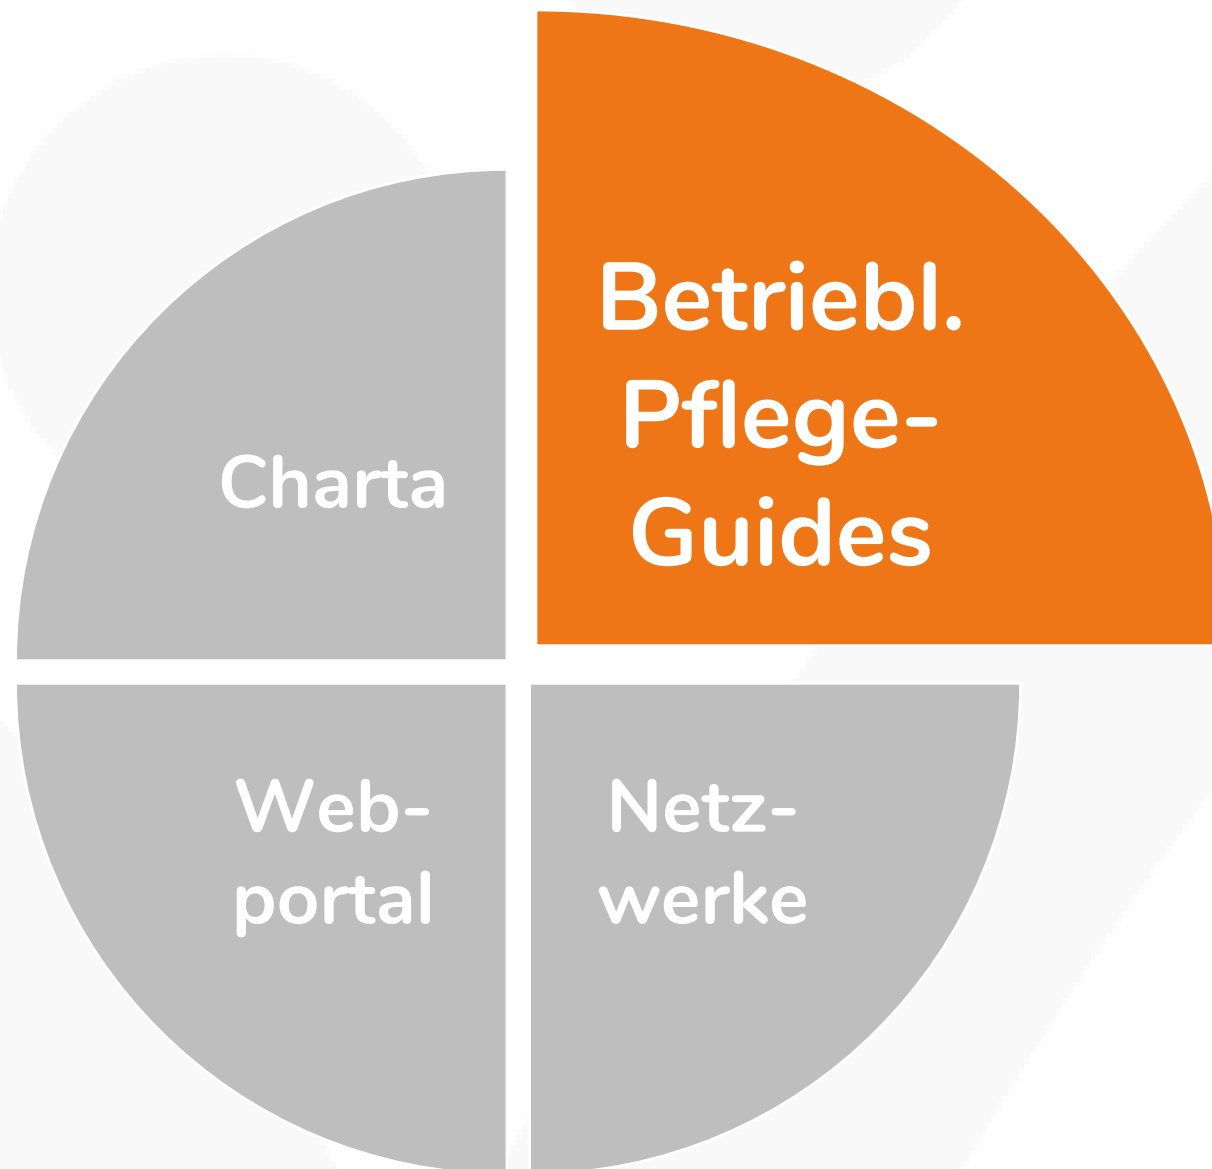 Betriebl.
Pflege-
Guides
Charta
Web-
portal
Netz-
werke